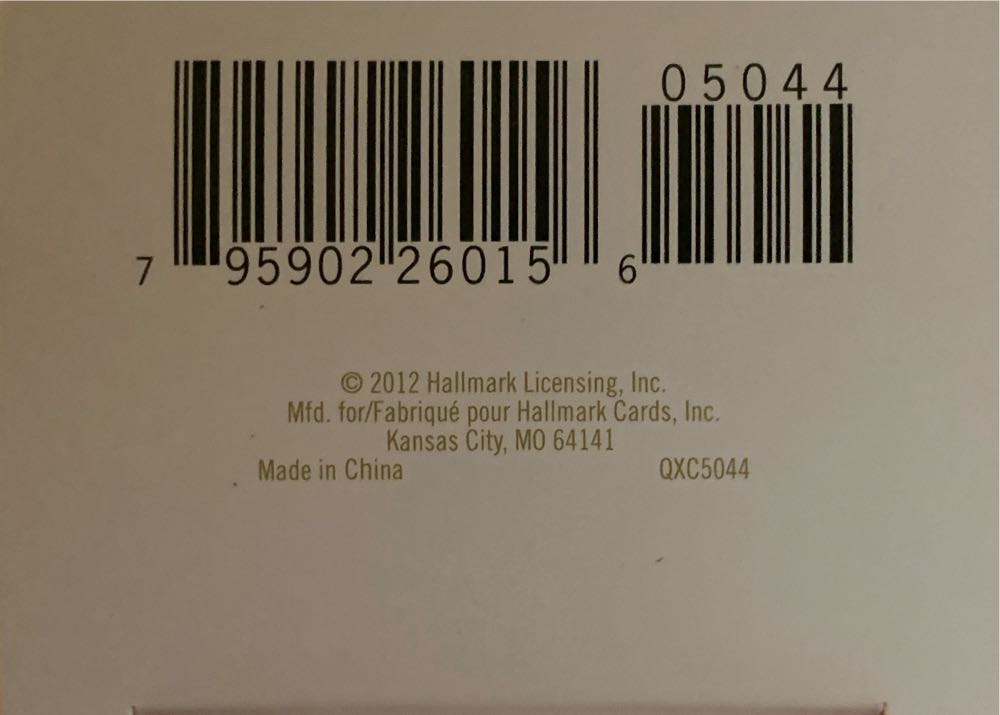 05044
7 95902 26015 6
© 2012 Hallmark Licensing, Inc.
Mfd. for/Fabriqué pour Hallmark Cards, Inc.
Kansas City, MO 64141
Made in China QXC5044